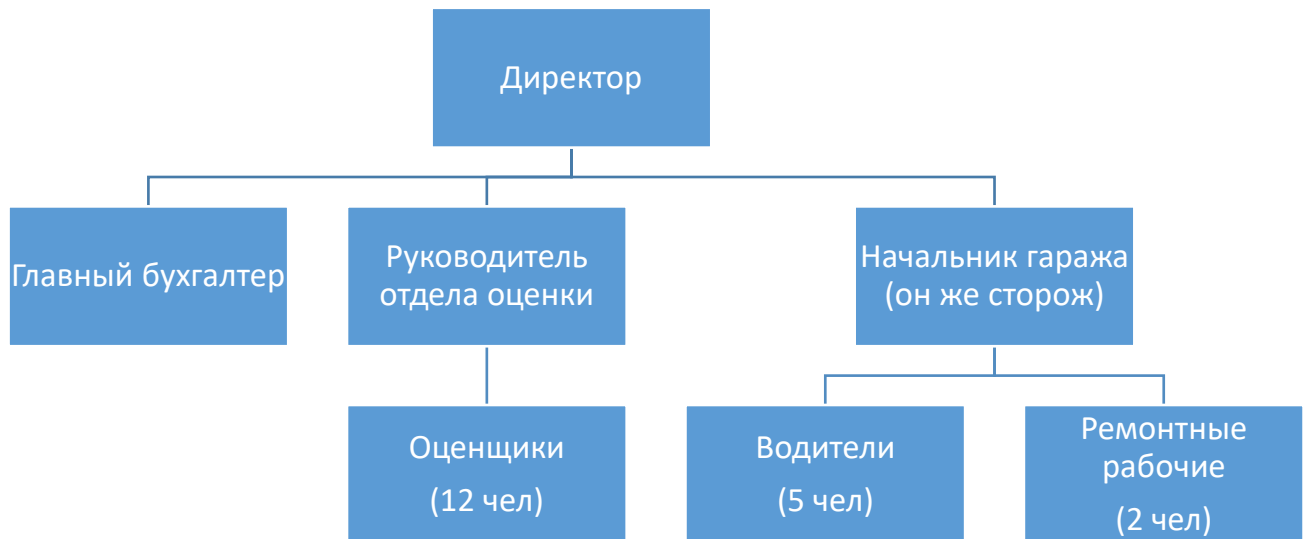 Директор
Главный бухгалтер
Руководитель
отдела оценки
Начальник гаража
(он же сторож)
Оценщики
(12 чел)
Водители
(5 чел)
Ремонтные
рабочие
(2 чел)